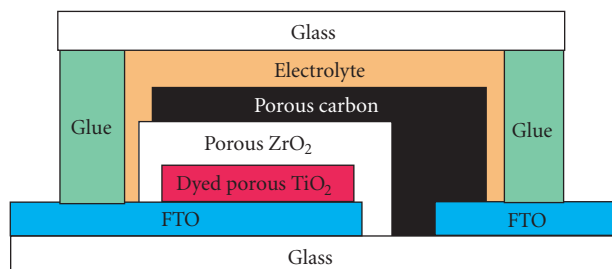 Glass
Electrolyte
Porous carbon
Glue
Glue
Porous ZrO₂
Dyed porous TiO₂
FTO
FTO
Glass